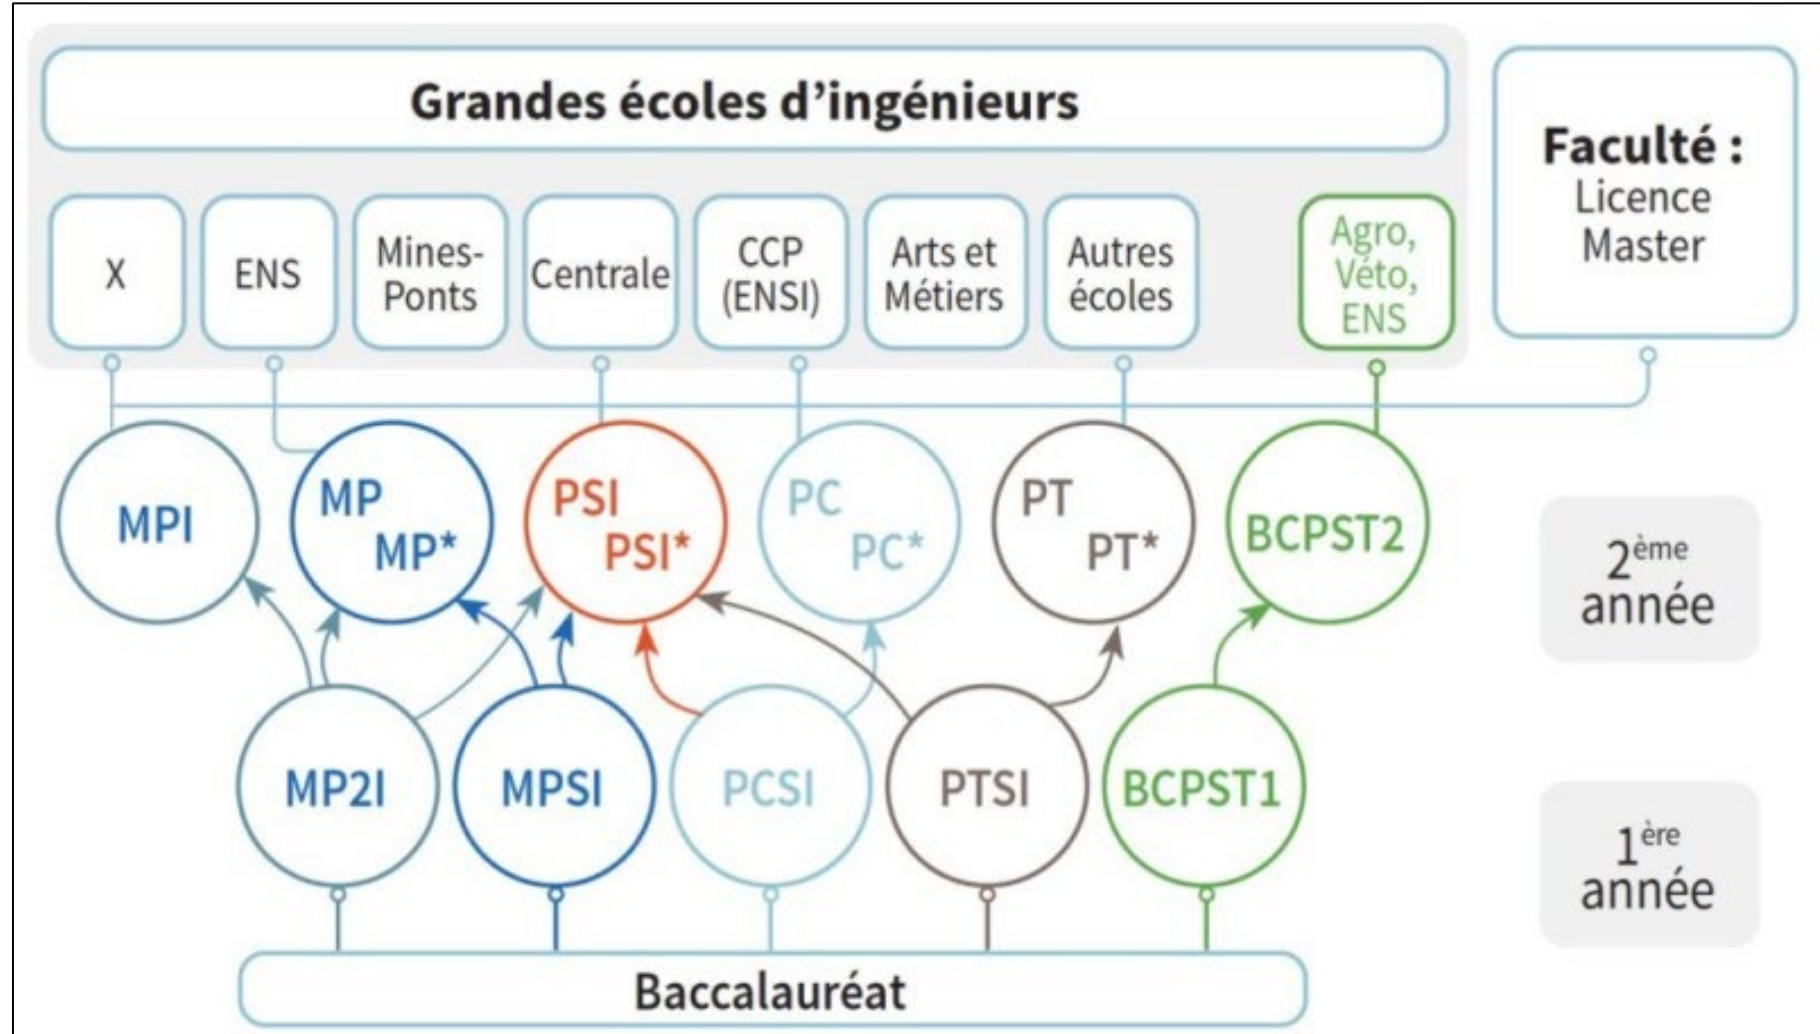 Grandes écoles d’ingénieurs
X
ENS
Mines-
Ponts
Centrale
CCP
(ENSI)
Arts et
Métiers
Autres
écoles
Agro,
Véto,
ENS
Faculté :
Licence
Master
MPI
MP
MP*
PSI
PSI*
PC
PC*
PT
PT*
BCPST2
2ème
année
MP2I
MPSI
PCSI
PTSI
BCPST1
1ère
année
Baccalauréat